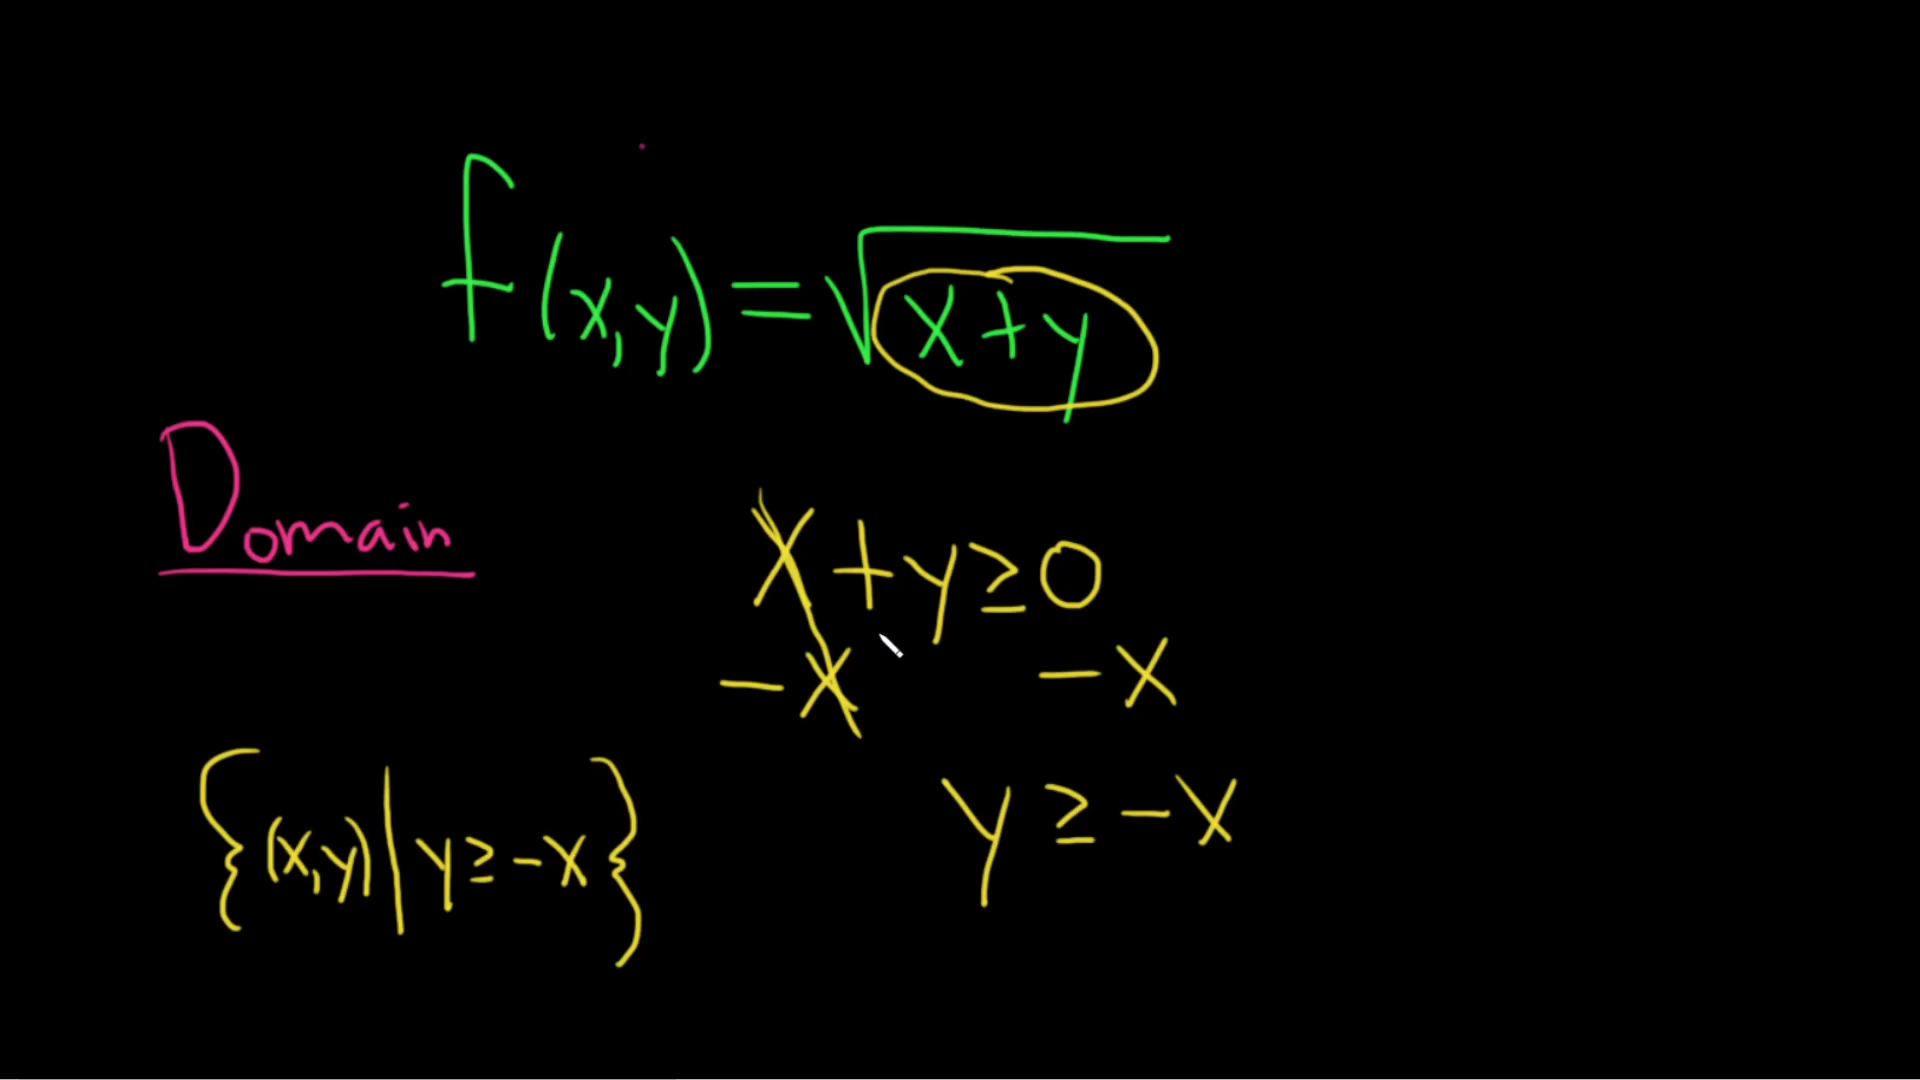 f(x,y)=√x+y
Domain
x+y≥0
-x -x
y≥-x
{(x,y)|y≥-x}